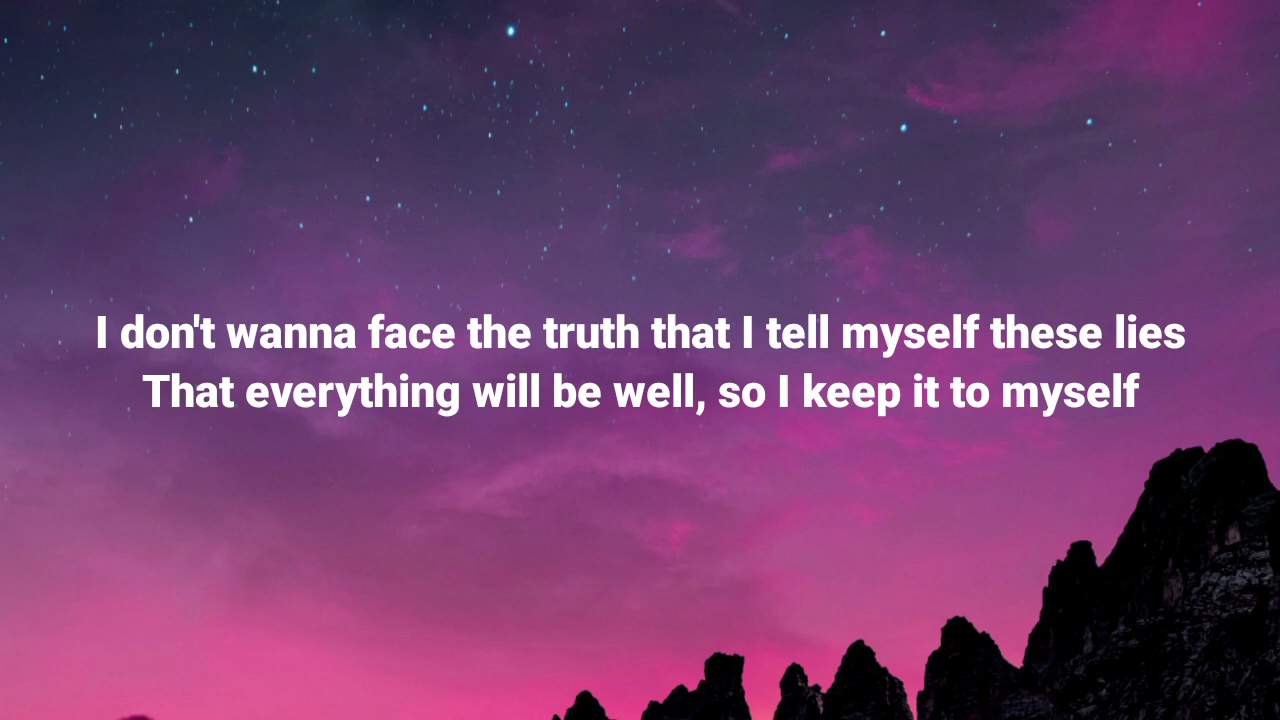 I don't wanna face the truth that I tell myself these lies
That everything will be well, so I keep it to myself